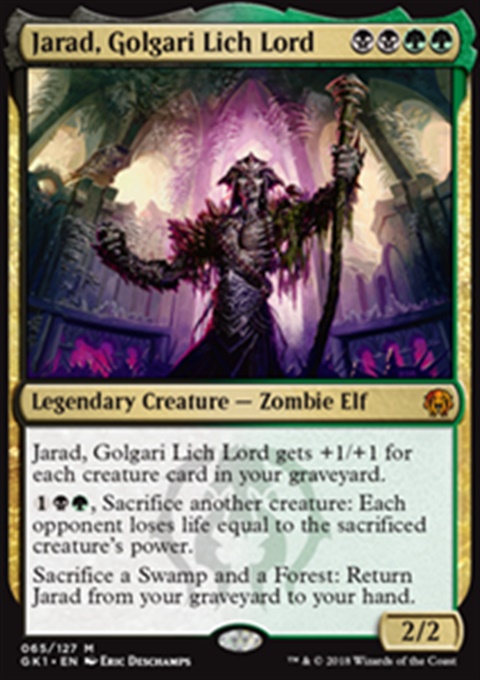 Jarad, Golgari Lich Lord
Legendary Creature — Zombie Elf
Jarad, Golgari Lich Lord gets +1/+1 for
each creature card in your graveyard.
1, Sacrifice another creature: Each
opponent loses life equal to the sacrificed
creature's power.
Sacrifice a Swamp and a Forest: Return
Jarad from your graveyard to your hand.
2/2
065/127 M
GK1 • EN Eric Deschamps
™ & © 2018 Wizards of the Coast